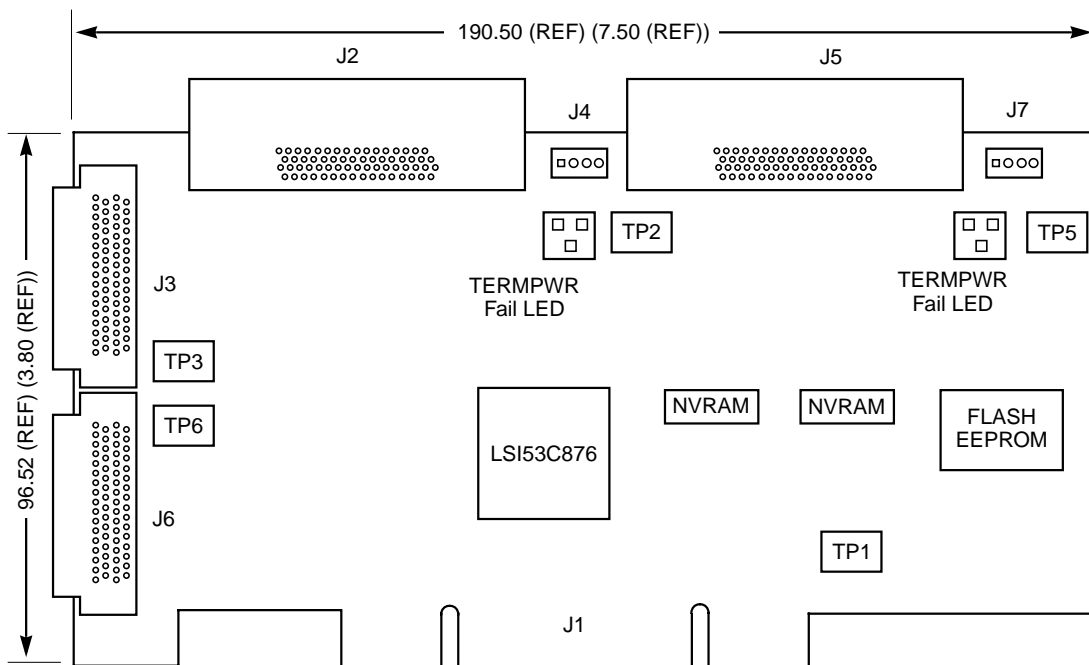 190.50 (REF) (7.50 (REF))
J2
J5
J4
J7
TP2
TP5
TERMPWR
Fail LED
TERMPWR
Fail LED
J3
96.52 (REF) (3.80 (REF))
TP3
TP6
NVRAM
NVRAM
FLASH
EEPROM
LSI53C876
J6
TP1
J1